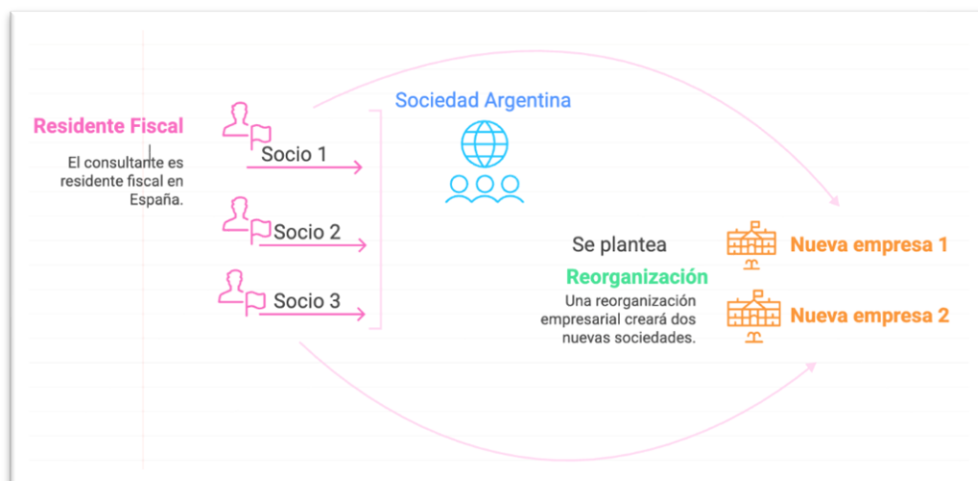 Sociedad Argentina
Residente Fiscal
El consultante es
residente fiscal en
España.
Socio 1
Socio 2
Socio 3
Se plantea
Reorganización
Una reorganización
empresarial creará dos
nuevas sociedades.
Nueva empresa 1
Nueva empresa 2